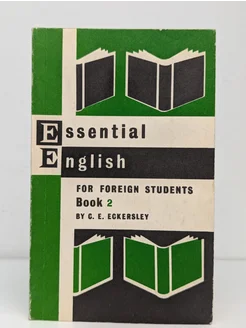 Essential
English
FOR FOREIGN STUDENTS
Book 2
BY C. E. ECKERSLEY